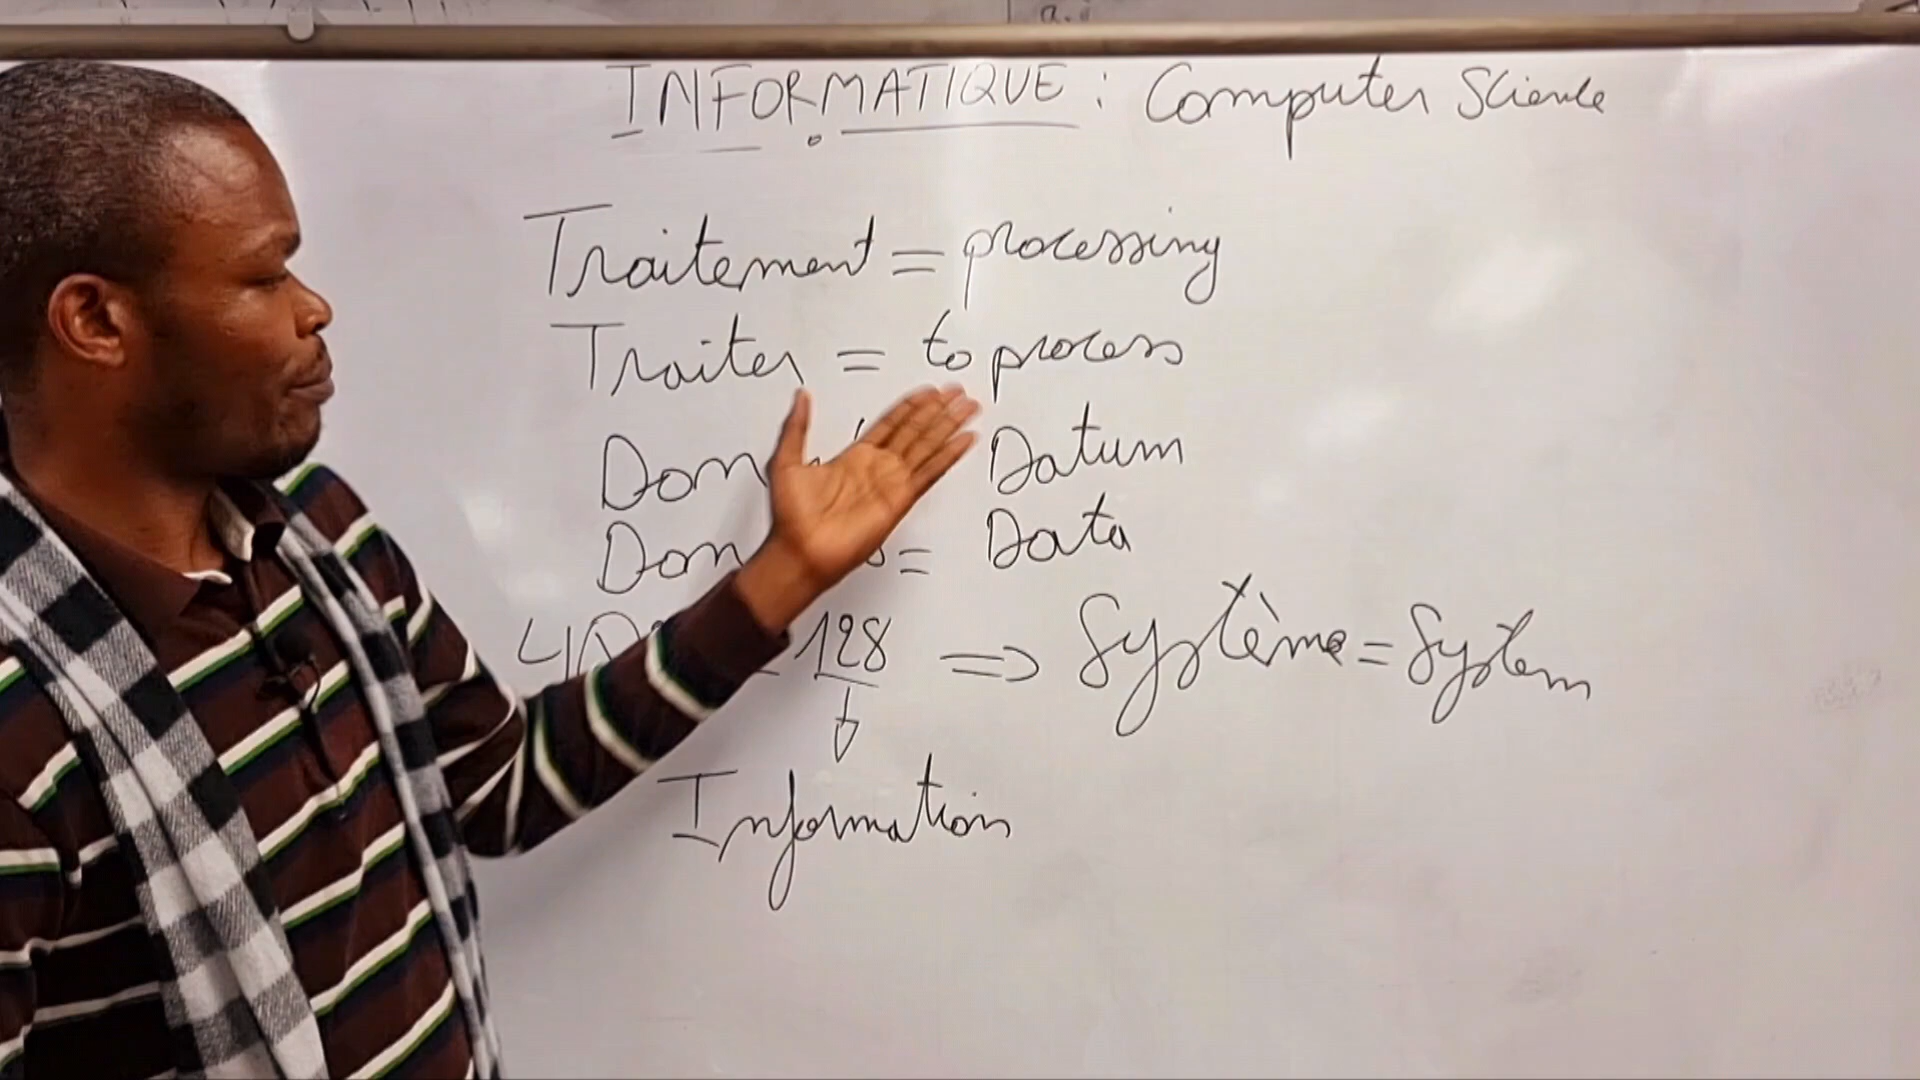 INFORMATIQUE : Computer Science
Traitement = processing
Traiter = to process
Datum
= Data
128 => Système = System
Information